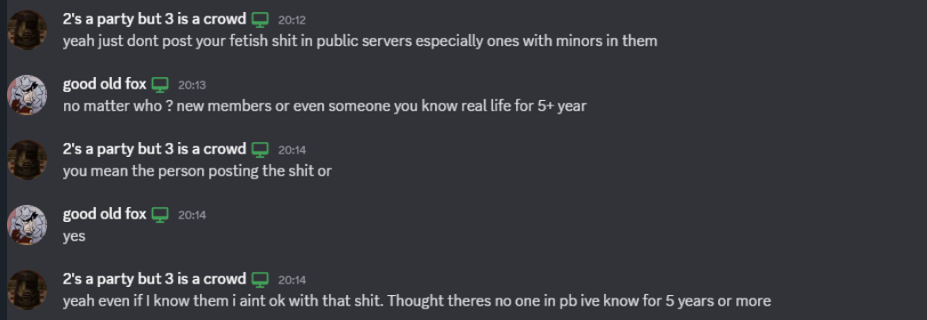 2's a party but 3 is a crowd 20:12
yeah just dont post your fetish shit in public servers especially ones with minors in them
good old fox 20:13
no matter who ? new members or even someone you know real life for 5+ year
2's a party but 3 is a crowd 20:14
you mean the person posting the shit or
good old fox 20:14
yes
2's a party but 3 is a crowd 20:14
yeah even if I know them i aint ok with that shit. Thought theres no one in pb ive know for 5 years or more